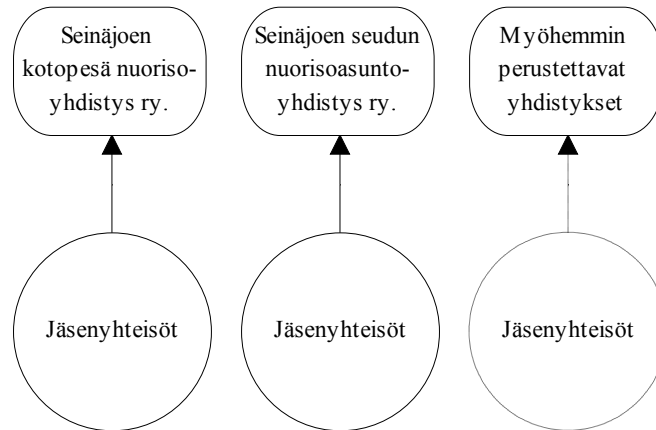 Seinäjoen
kotopesä nuoriso-
yhdistys ry.
Seinäjoen seudun
nuorisoasunto-
yhdistys ry.
Myöhemmin
perustettavat
yhdistykset
Jäsenyhteisöt
Jäsenyhteisöt
Jäsenyhteisöt